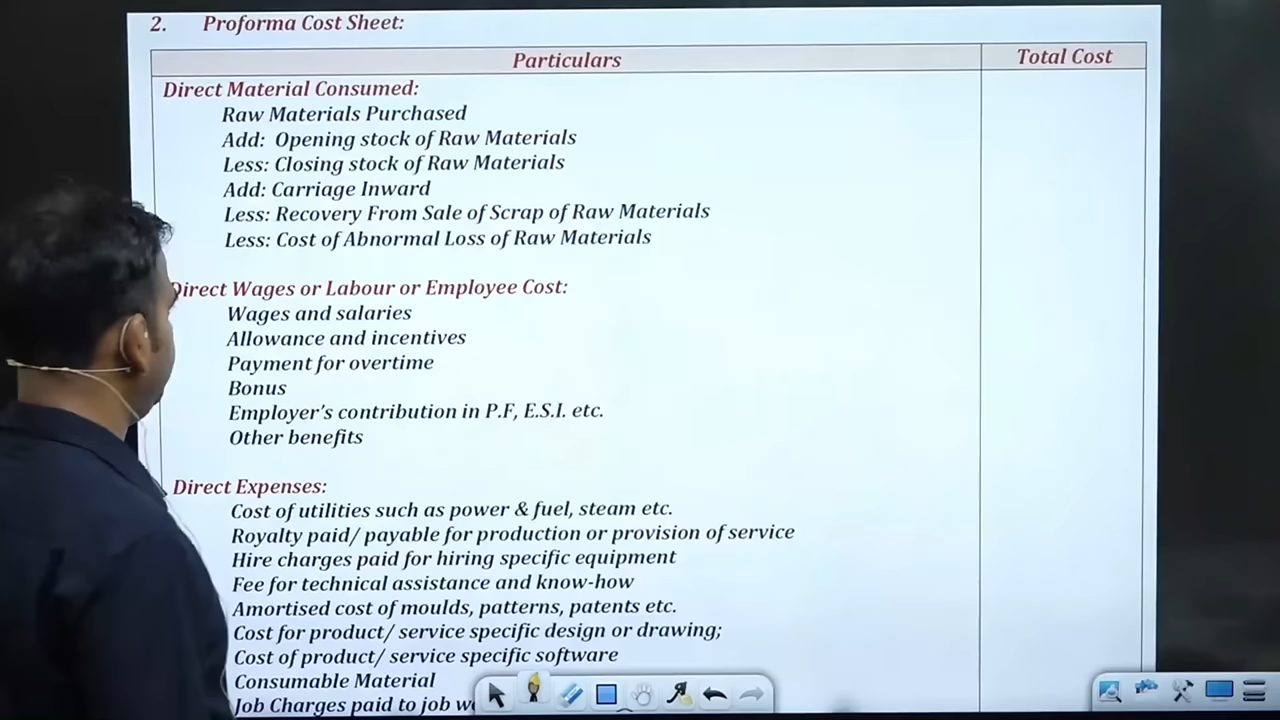 2. Proforma Cost Sheet:
Particulars Total Cost
Direct Material Consumed:
Raw Materials Purchased
Add: Opening stock of Raw Materials
Less: Closing stock of Raw Materials
Add: Carriage Inward
Less: Recovery From Sale of Scrap of Raw Materials
Less: Cost of Abnormal Loss of Raw Materials
Direct Wages or Labour or Employee Cost:
Wages and salaries
Allowance and incentives
Payment for overtime
Bonus
Employer's contribution in P.F, E.S.I. etc.
Other benefits
Direct Expenses:
Cost of utilities such as power & fuel, steam etc.
Royalty paid/ payable for production or provision of service
Hire charges paid for hiring specific equipment
Fee for technical assistance and know-how
Amortised cost of moulds, patterns, patents etc.
Cost for product/ service specific design or drawing;
Cost of product/ service specific software
Consumable Material
Job Charges paid to job